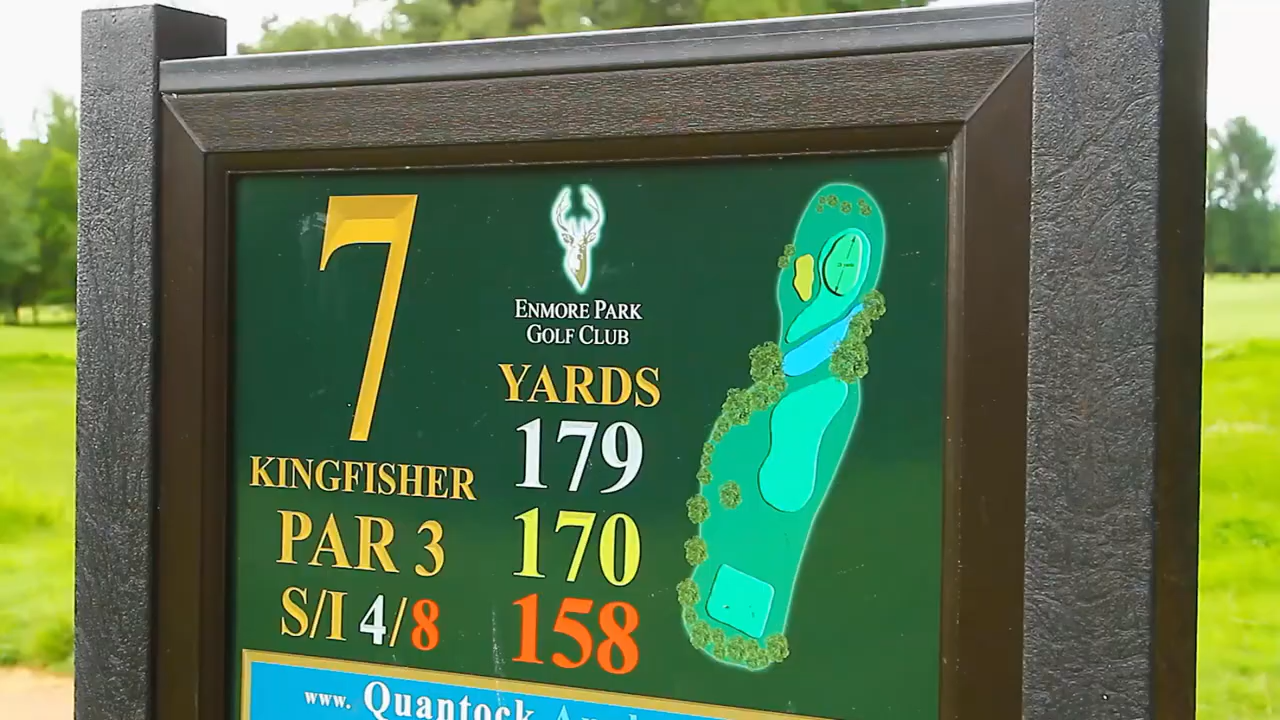 7
KINGFISHER
PAR 3
S/I 4/8
ENMORE PARK
GOLF CLUB
YARDS
179
170
158
www. Quantock